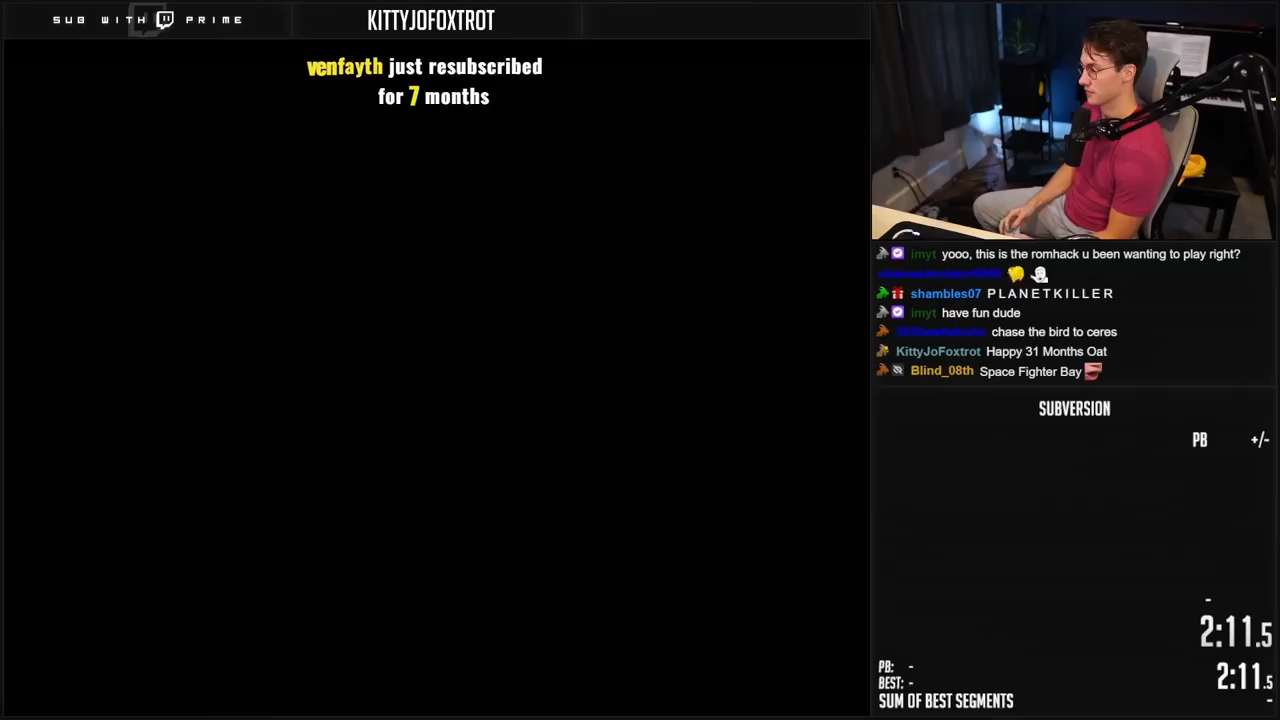 SUB WITH PRIME
KITTYJOFOXTROT
venfayth just resubscribed
for 7 months
imyt yooo, this is the romhack u been wanting to play right?
shambles07 P L A N E T K I L L E R
imyt have fun dude
chase the bird to ceres
KittyJoFoxtrot Happy 31 Months Oat
Blind_08th Space Fighter Bay
SUBVERSION
PB +/-
-
2:11.5
PB: - 2:11.5
BEST: -
SUM OF BEST SEGMENTS -